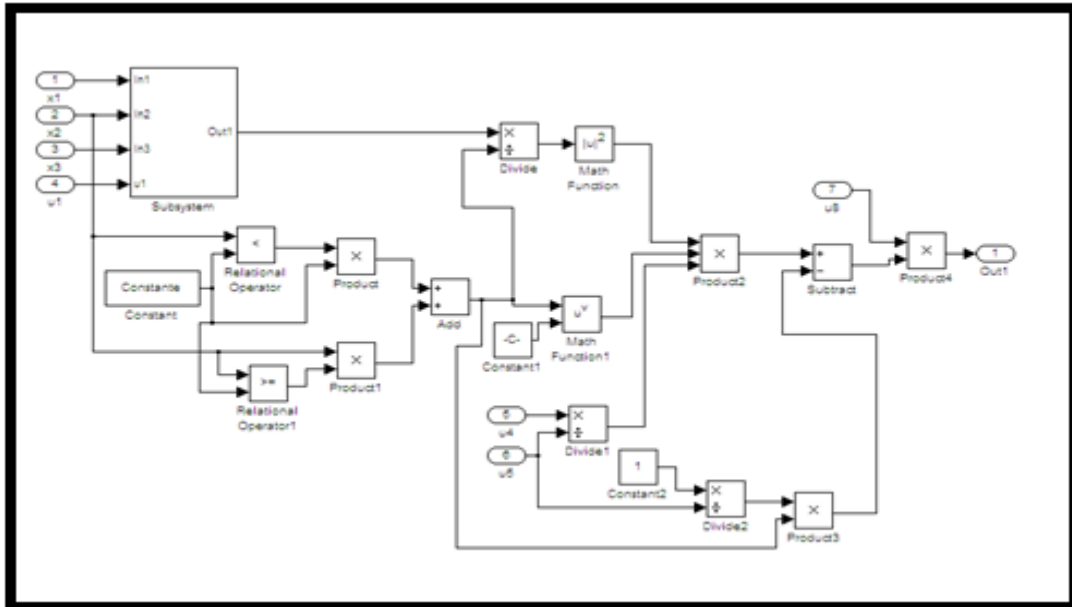 1
x1
2
x2
3
x3
4
u1
In1
In2
In3
u1
Out1
Subsystem
×
÷
Divide
|u|²
Math
Function
7
u8
<
Relational
Operator
×
Product
Constante
Constant
+
+
Add
×
Product2
+
−
Subtract
×
Product4
1
Out1
-C-
Constant1
uᵛ
Math
Function1
>=
Relational
Operator1
×
Product1
5
u4
6
×
÷
Divide1
1
Constant2
×
÷
Divide2
×
Product3